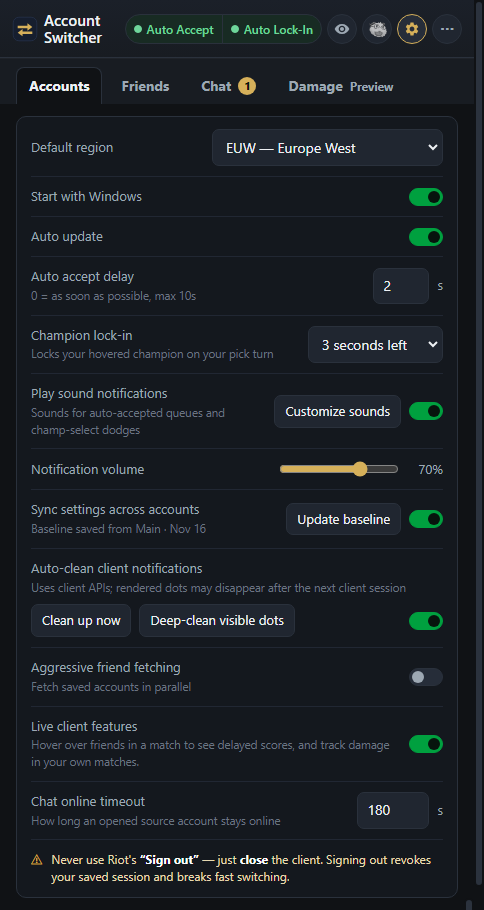 Account
Switcher
Auto Accept
Auto Lock-In
Accounts
Friends
Chat 1
Damage Preview
Default region
EUW — Europe West
Start with Windows
Auto update
Auto accept delay
0 = as soon as possible, max 10s
2 s
Champion lock-in
Locks your hovered champion on your pick turn
3 seconds left
Play sound notifications
Sounds for auto-accepted queues and
champ-select dodges
Customize sounds
Notification volume
70%
Sync settings across accounts
Baseline saved from Main · Nov 16
Update baseline
Auto-clean client notifications
Uses client APIs; rendered dots may disappear after the next client session
Clean up now
Deep-clean visible dots
Aggressive friend fetching
Fetch saved accounts in parallel
Live client features
Hover over friends in a match to see delayed scores, and track damage
in your own matches.
Chat online timeout
How long an opened source account stays online
180 s
Never use Riot's “Sign out” — just close the client. Signing out revokes
your saved session and breaks fast switching.